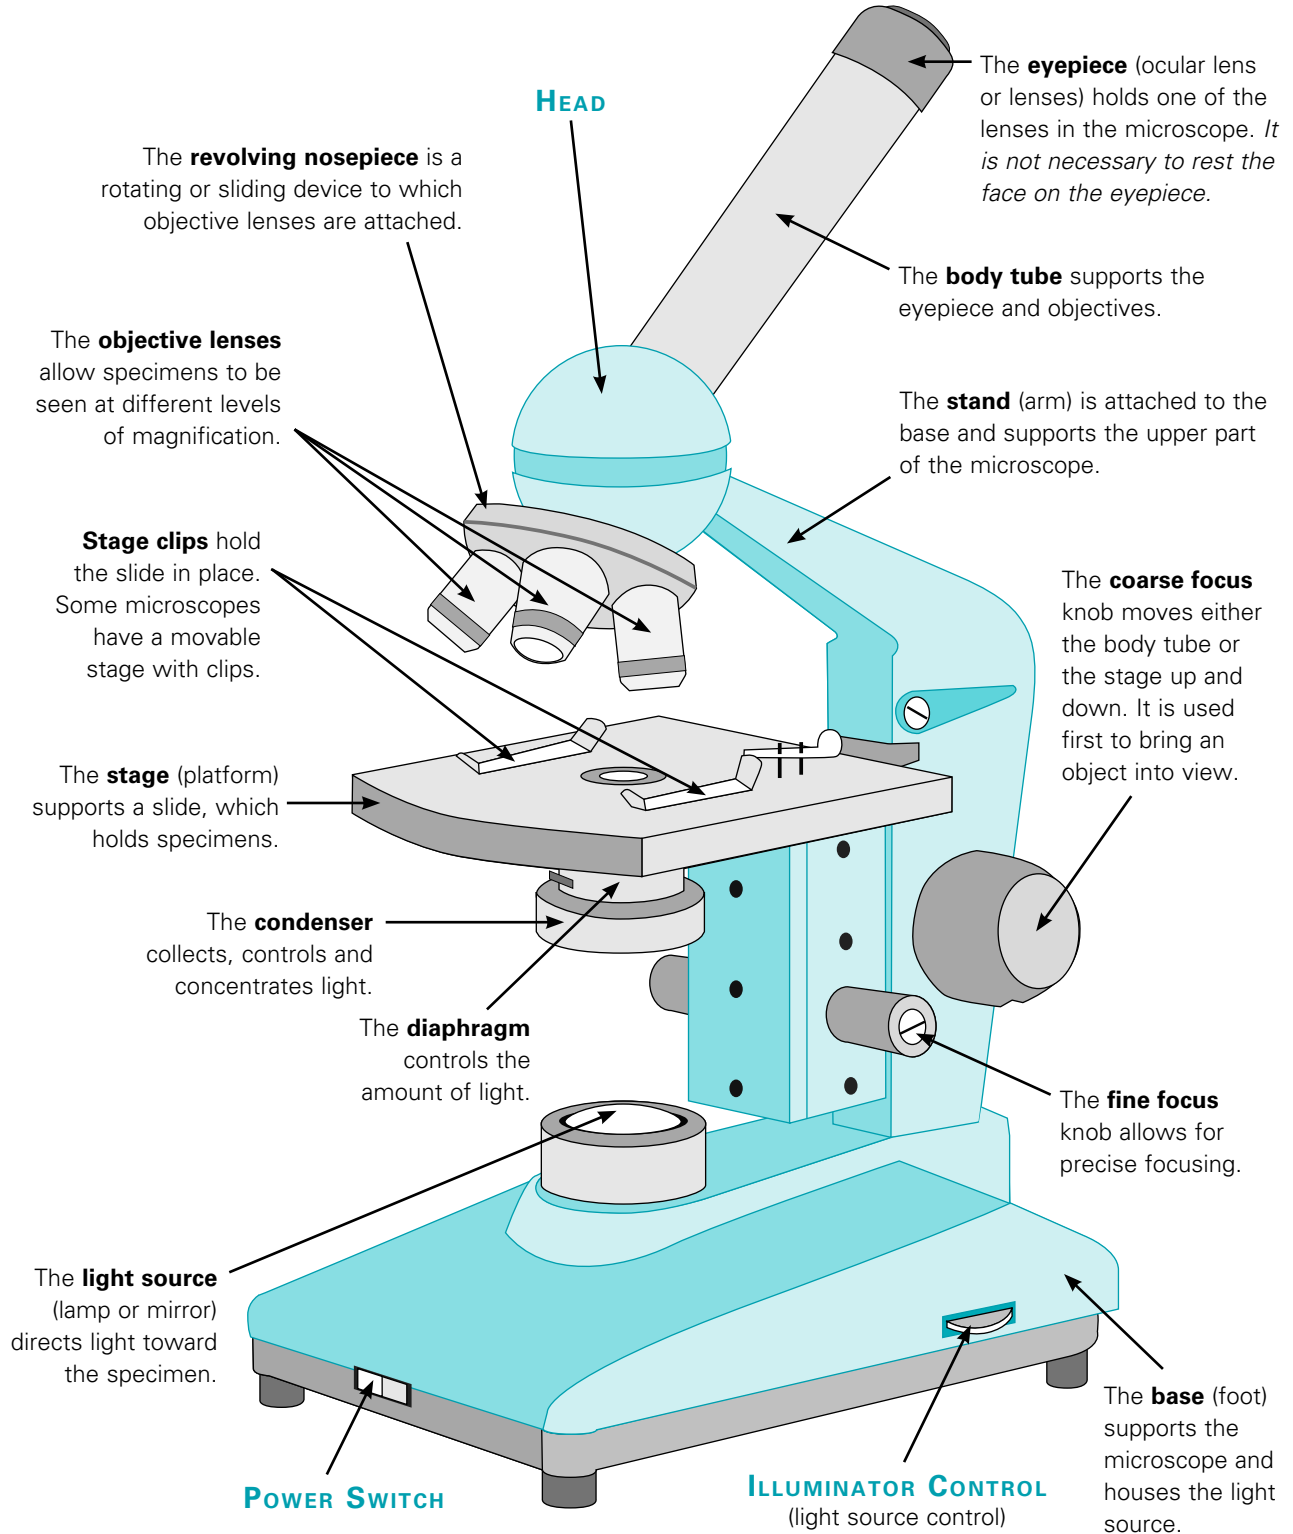 HEAD
The eyepiece (ocular lens
or lenses) holds one of the
lenses in the microscope. It
is not necessary to rest the
face on the eyepiece.
The revolving nosepiece is a
rotating or sliding device to which
objective lenses are attached.
The body tube supports the
eyepiece and objectives.
The objective lenses
allow specimens to be
seen at different levels
of magnification.
The stand (arm) is attached to the
base and supports the upper part
of the microscope.
Stage clips hold
the slide in place.
Some microscopes
have a movable
stage with clips.
The coarse focus
knob moves either
the body tube or
the stage up and
down. It is used
first to bring an
object into view.
The stage (platform)
supports a slide, which
holds specimens.
The condenser
collects, controls and
concentrates light.
The diaphragm
controls the
amount of light.
The fine focus
knob allows for
precise focusing.
The light source
(lamp or mirror)
directs light toward
the specimen.
The base (foot)
supports the
microscope and
houses the light
source.
POWER SWITCH
ILLUMINATOR CONTROL
(light source control)